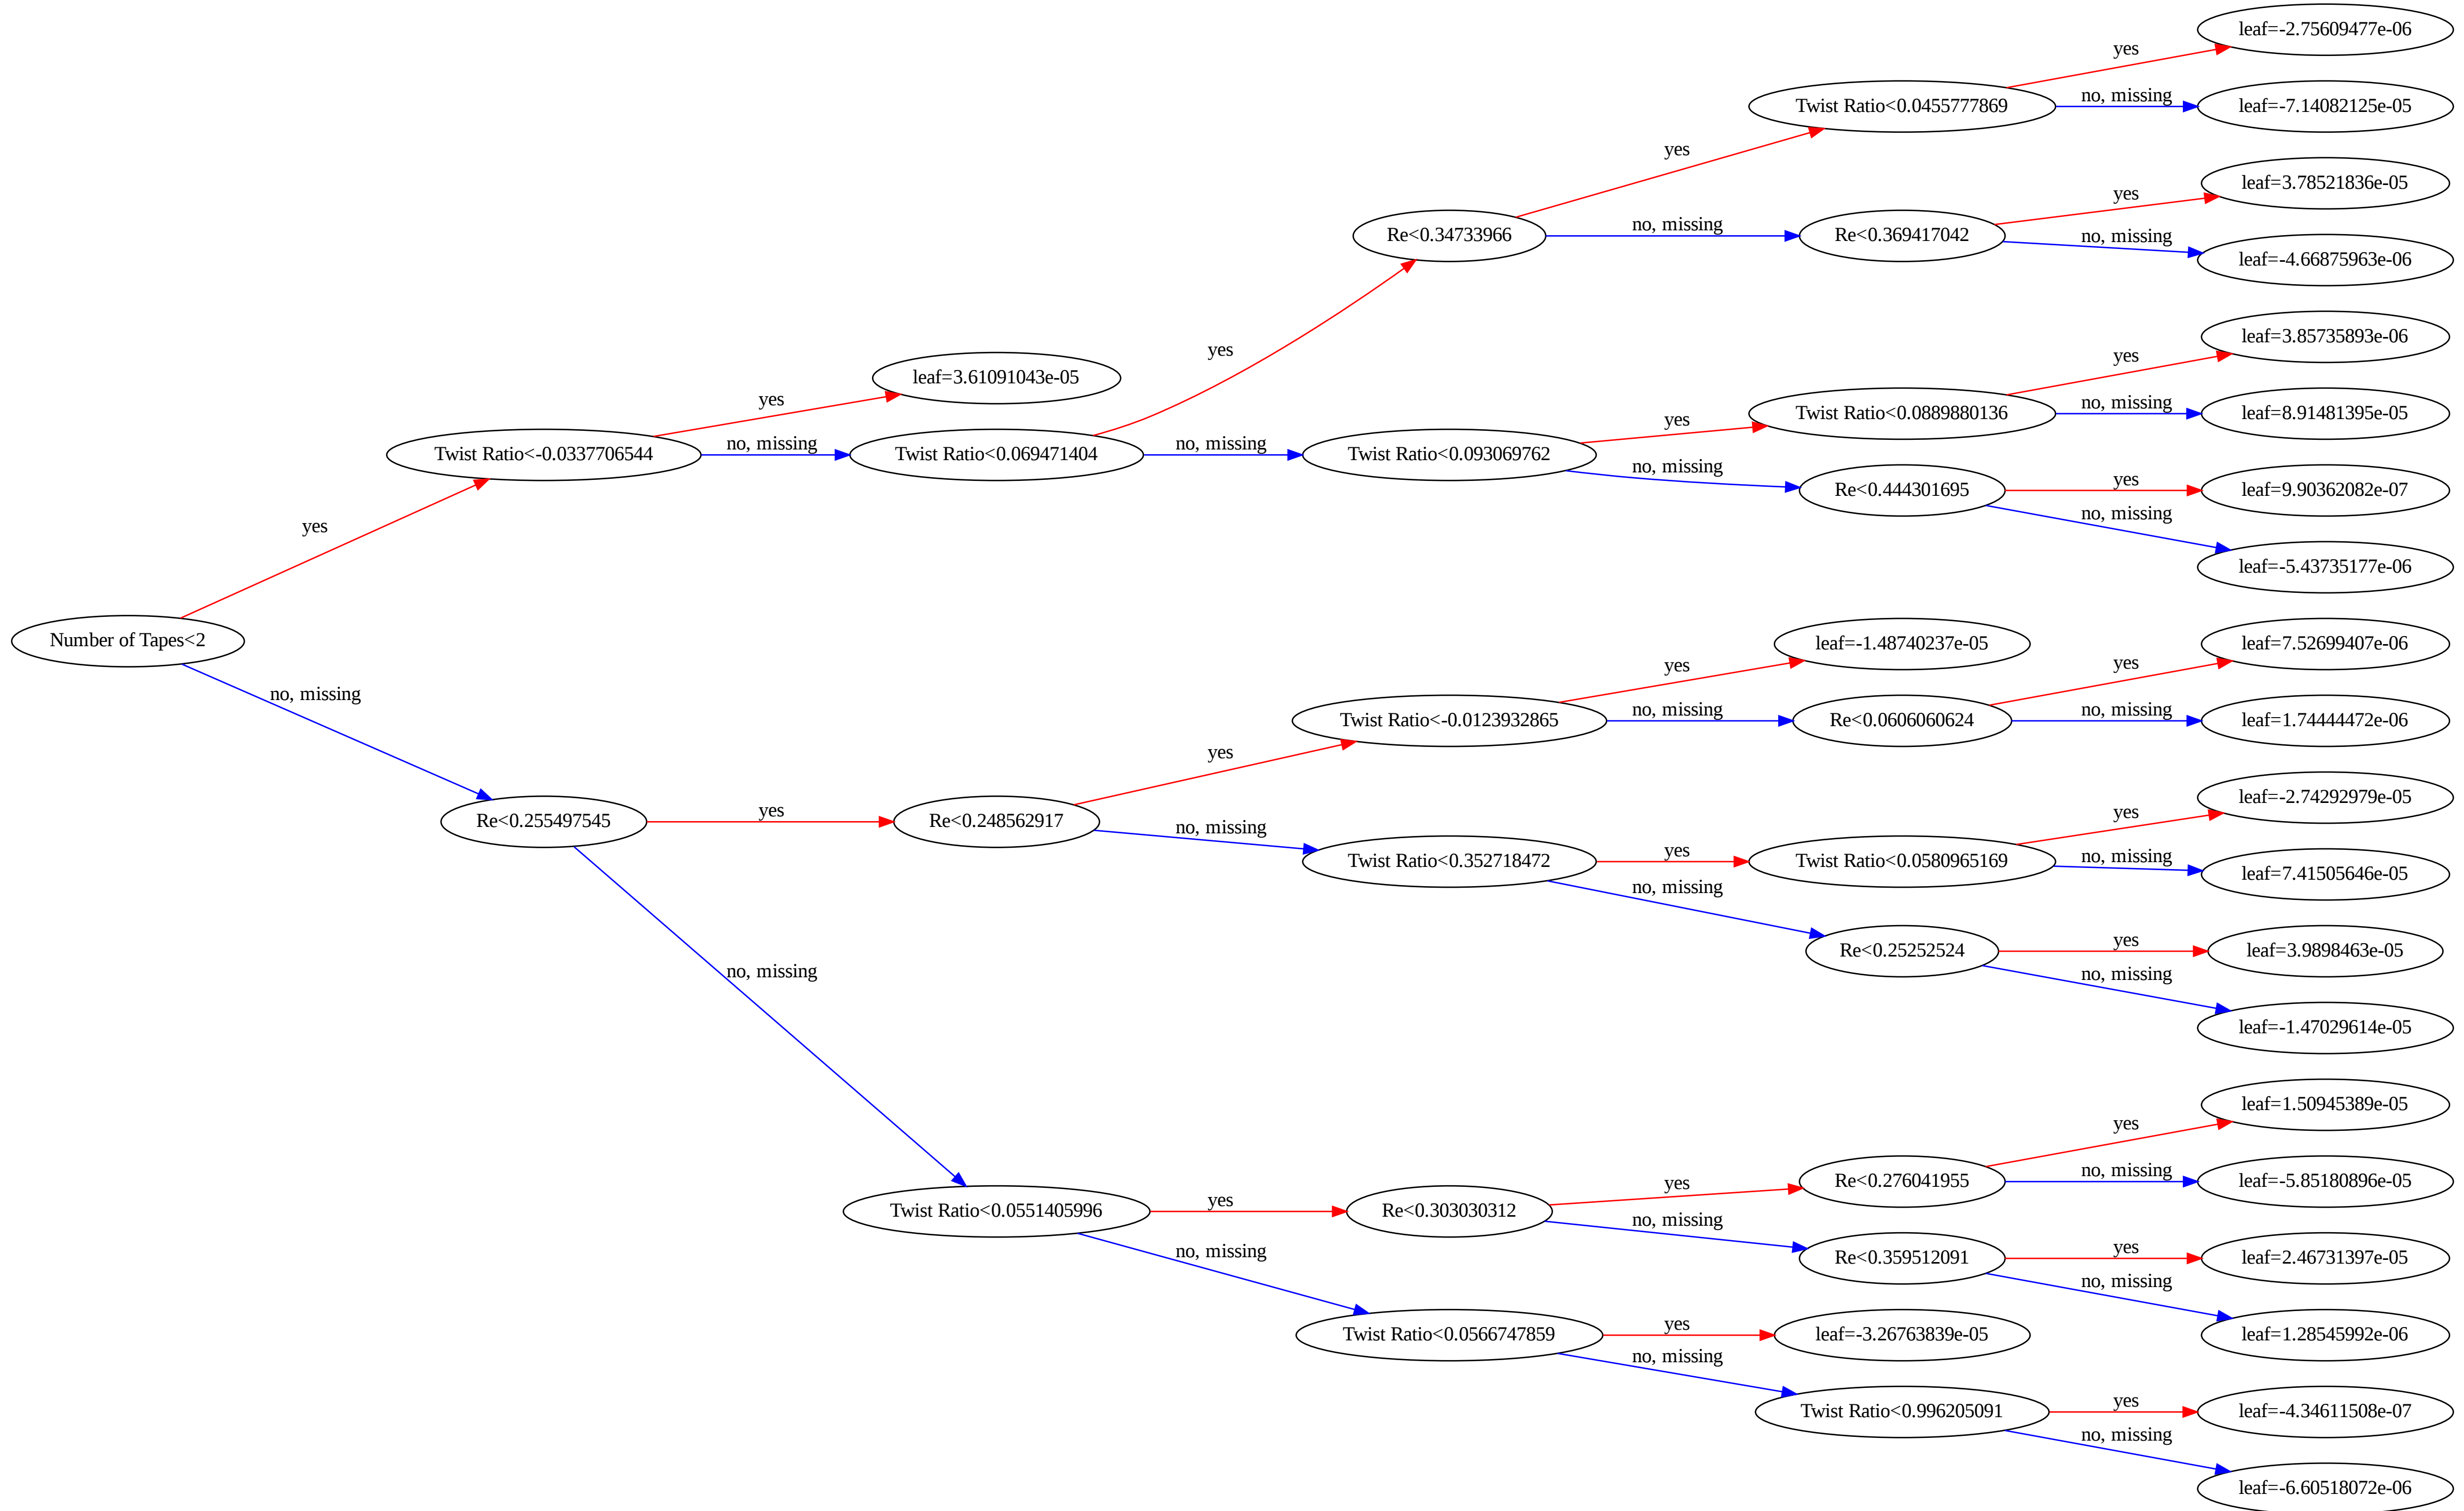 leaf=-2.75609477e-06
yes
Twist Ratio<0.0455777869
no, missing
leaf=-7.14082125e-05
yes
leaf=3.78521836e-05
yes
Re<0.34733966
no, missing
Re<0.369417042
no, missing
leaf=-4.66875963e-06
leaf=3.85735893e-06
yes
yes
leaf=3.61091043e-05
yes
Twist Ratio<0.0889880136
no, missing
leaf=8.91481395e-05
yes
Twist Ratio<-0.0337706544
no, missing
Twist Ratio<0.069471404
no, missing
Twist Ratio<0.093069762
no, missing
Re<0.444301695
yes
leaf=9.90362082e-07
no, missing
yes
leaf=-5.43735177e-06
Number of Tapes<2
leaf=-1.48740237e-05
leaf=7.52699407e-06
yes
yes
no, missing
Twist Ratio<-0.0123932865
no, missing
Re<0.0606060624
no, missing
leaf=1.74444472e-06
yes
leaf=-2.74292979e-05
yes
Re<0.255497545
yes
Re<0.248562917
no, missing
Twist Ratio<0.352718472
yes
Twist Ratio<0.0580965169
no, missing
leaf=7.41505646e-05
no, missing
Re<0.25252524
yes
leaf=3.9898463e-05
no, missing
no, missing
leaf=-1.47029614e-05
leaf=1.50945389e-05
yes
Re<0.276041955
no, missing
leaf=-5.85180896e-05
yes
Twist Ratio<0.0551405996
yes
Re<0.303030312
no, missing
Re<0.359512091
yes
leaf=2.46731397e-05
no, missing
no, missing
Twist Ratio<0.0566747859
yes
leaf=-3.26763839e-05
leaf=1.28545992e-06
no, missing
Twist Ratio<0.996205091
yes
leaf=-4.34611508e-07
no, missing
leaf=-6.60518072e-06